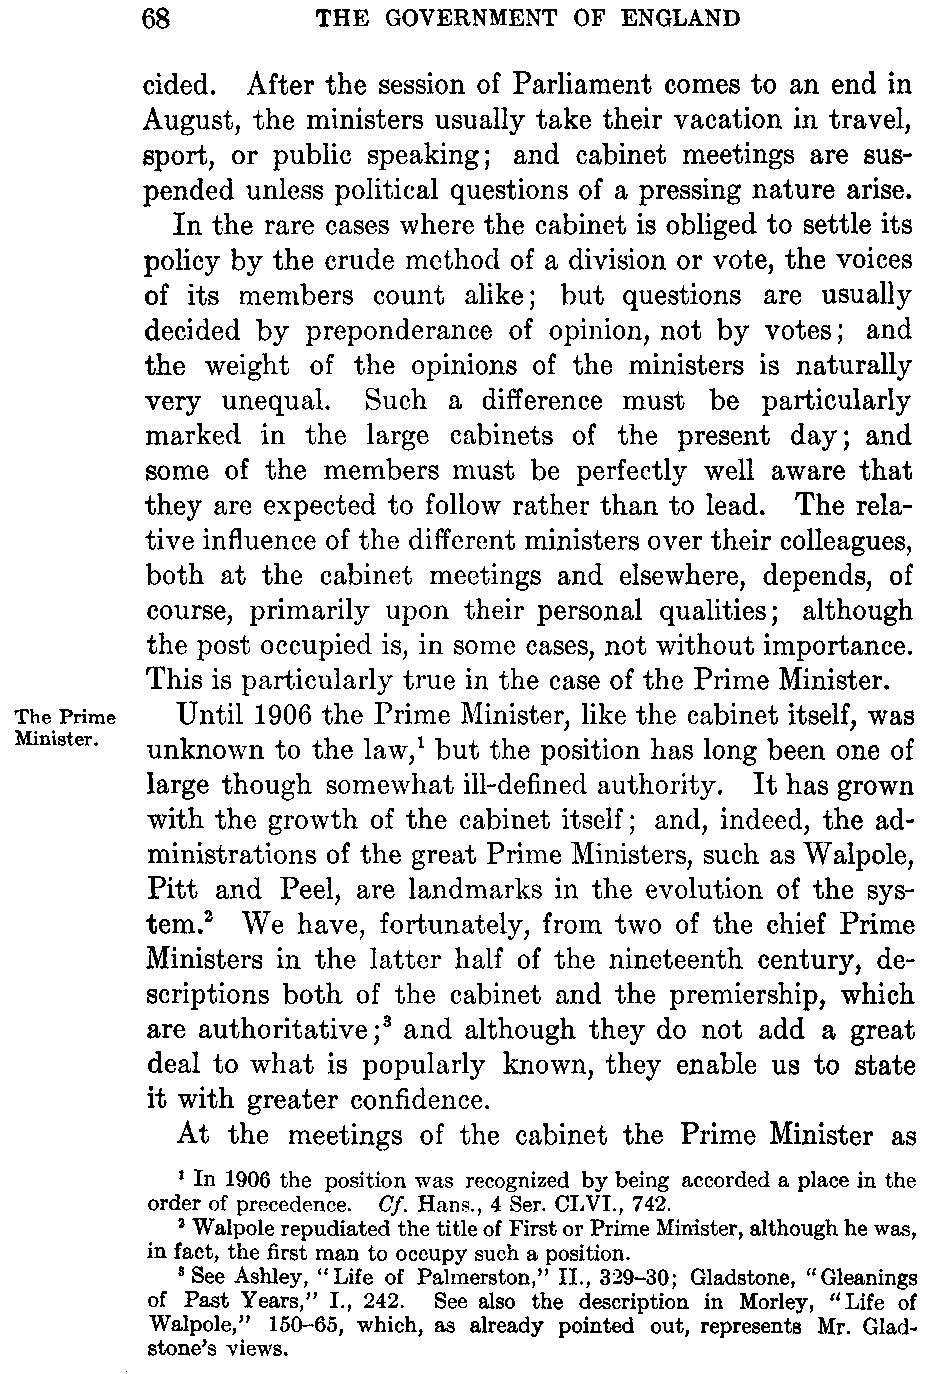 68 THE GOVERNMENT OF ENGLAND
cided. After the session of Parliament comes to an end in
August, the ministers usually take their vacation in travel,
sport, or public speaking; and cabinet meetings are sus-
pended unless political questions of a pressing nature arise.
In the rare cases where the cabinet is obliged to settle its
policy by the crude method of a division or vote, the voices
of its members count alike; but questions are usually
decided by preponderance of opinion, not by votes; and
the weight of the opinions of the ministers is naturally
very unequal. Such a difference must be particularly
marked in the large cabinets of the present day; and
some of the members must be perfectly well aware that
they are expected to follow rather than to lead. The rela-
tive influence of the different ministers over their colleagues,
both at the cabinet meetings and elsewhere, depends, of
course, primarily upon their personal qualities; although
the post occupied is, in some cases, not without importance.
This is particularly true in the case of the Prime Minister.
The Prime
Minister.
Until 1906 the Prime Minister, like the cabinet itself, was
unknown to the law,¹ but the position has long been one of
large though somewhat ill-defined authority. It has grown
with the growth of the cabinet itself; and, indeed, the ad-
ministrations of the great Prime Ministers, such as Walpole,
Pitt and Peel, are landmarks in the evolution of the sys-
tem.² We have, fortunately, from two of the chief Prime
Ministers in the latter half of the nineteenth century, de-
scriptions both of the cabinet and the premiership, which
are authoritative;³ and although they do not add a great
deal to what is popularly known, they enable us to state
it with greater confidence.
At the meetings of the cabinet the Prime Minister as
¹ In 1906 the position was recognized by being accorded a place in the
order of precedence. Cf. Hans., 4 Ser. CLVI., 742.
² Walpole repudiated the title of First or Prime Minister, although he was,
in fact, the first man to occupy such a position.
³ See Ashley, "Life of Palmerston," II., 329–30; Gladstone, "Gleanings
of Past Years," I., 242. See also the description in Morley, "Life of
Walpole," 150–65, which, as already pointed out, represents Mr. Glad-
stone's views.